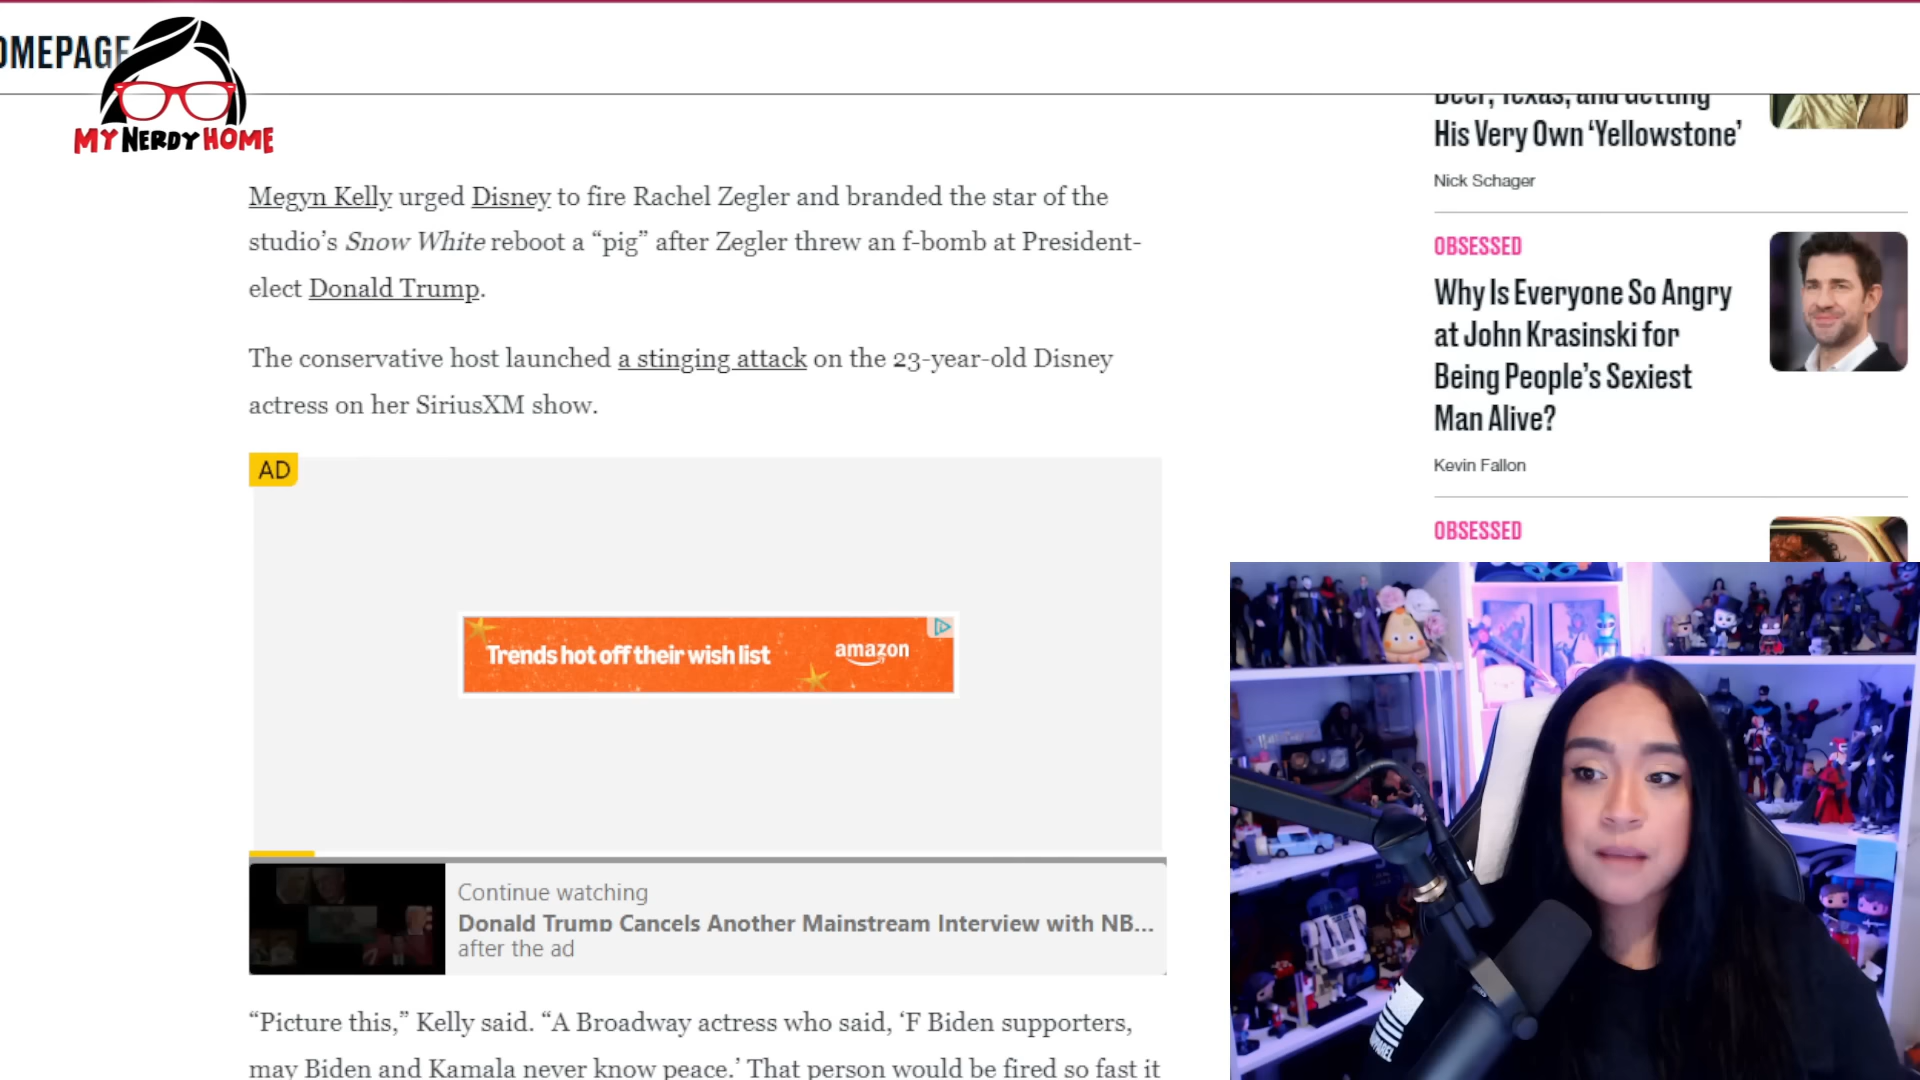 OMEPAGE
MY NERDY HOME
Megyn Kelly urged Disney to fire Rachel Zegler and branded the star of the
studio’s Snow White reboot a “pig” after Zegler threw an f-bomb at President-
elect Donald Trump.
The conservative host launched a stinging attack on the 23-year-old Disney
actress on her SiriusXM show.
AD
Trends hot off their wish list
amazon
Continue watching
Donald Trump Cancels Another Mainstream Interview with NB...
after the ad
“Picture this,” Kelly said. “A Broadway actress who said, ‘F Biden supporters,
may Biden and Kamala never know peace.’ That person would be fired so fast it
Beer, Texas, and Getting
His Very Own ‘Yellowstone’
Nick Schager
OBSESSED
Why Is Everyone So Angry
at John Krasinski for
Being People’s Sexiest
Man Alive?
Kevin Fallon
OBSESSED
APPAREL